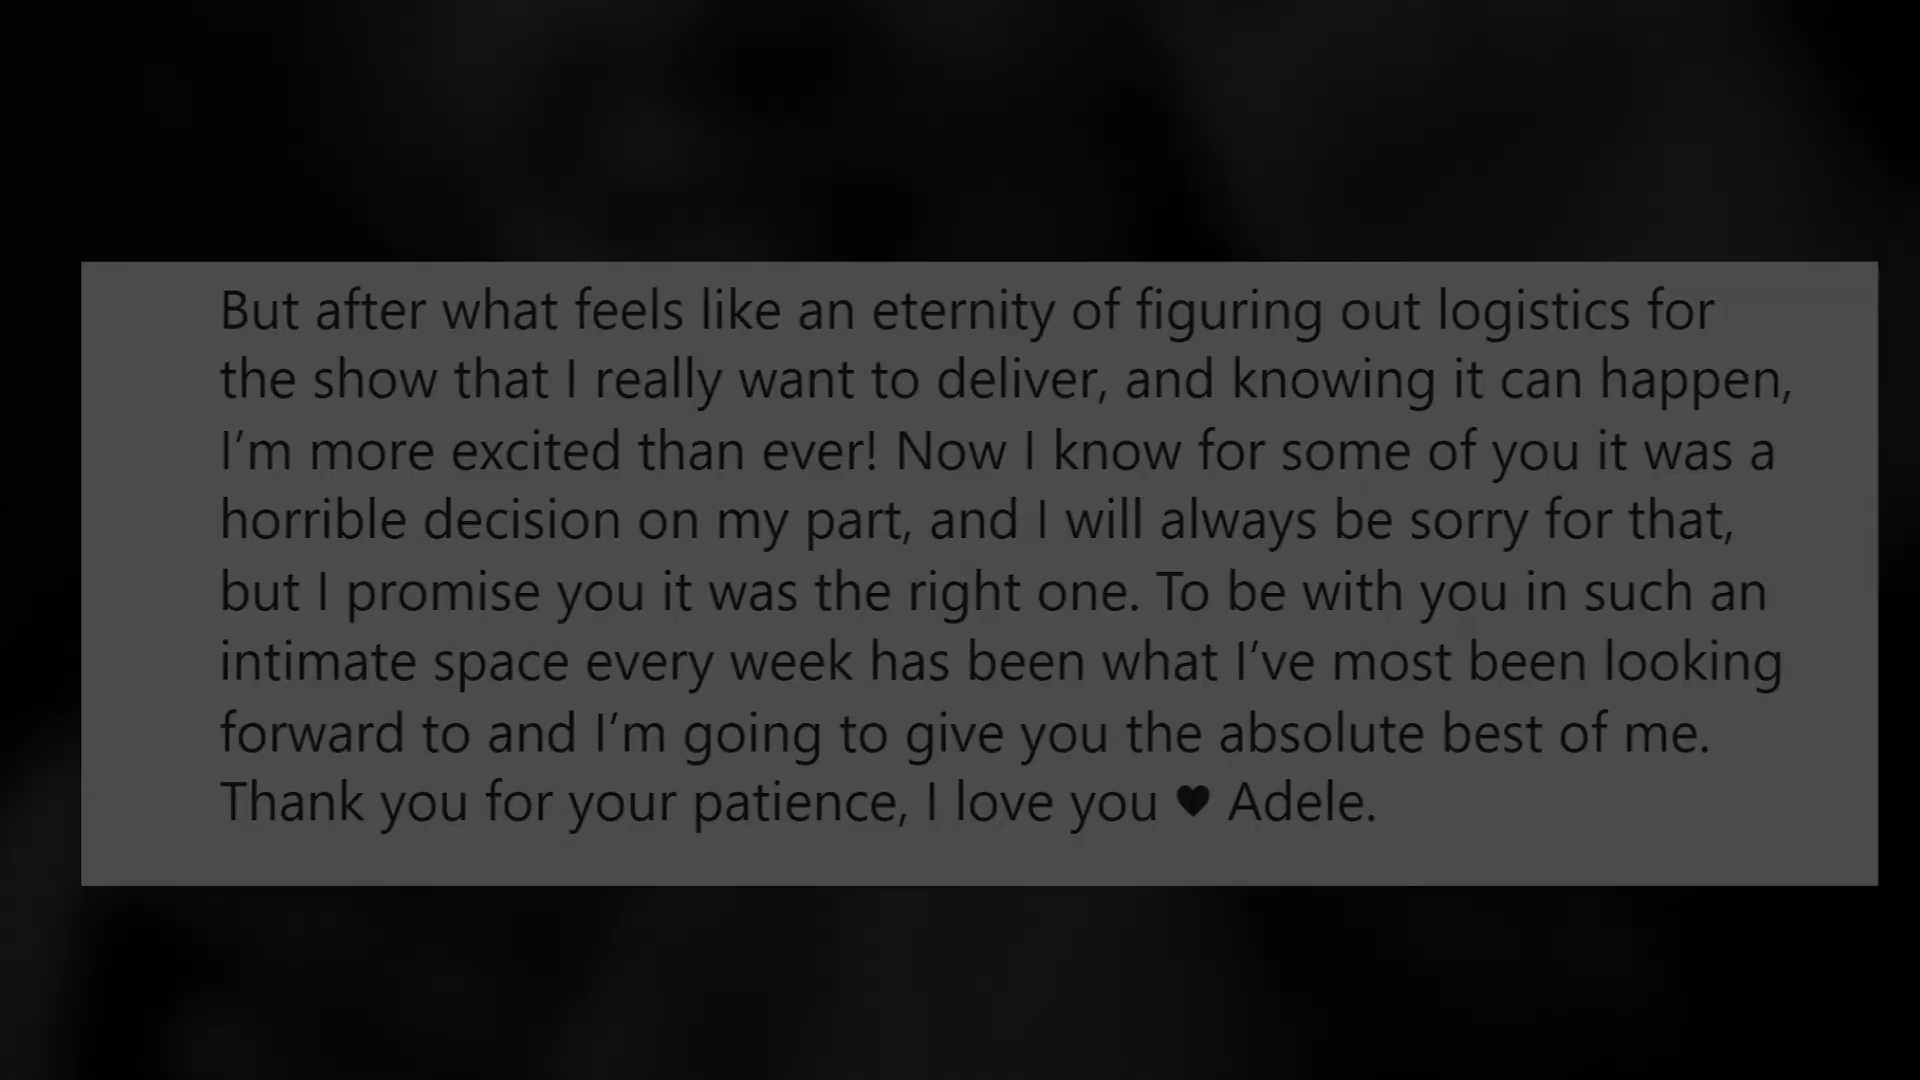 But after what feels like an eternity of figuring out logistics for
the show that I really want to deliver, and knowing it can happen,
I’m more excited than ever! Now I know for some of you it was a
horrible decision on my part, and I will always be sorry for that,
but I promise you it was the right one. To be with you in such an
intimate space every week has been what I’ve most been looking
forward to and I’m going to give you the absolute best of me.
Thank you for your patience, I love you ♥ Adele.